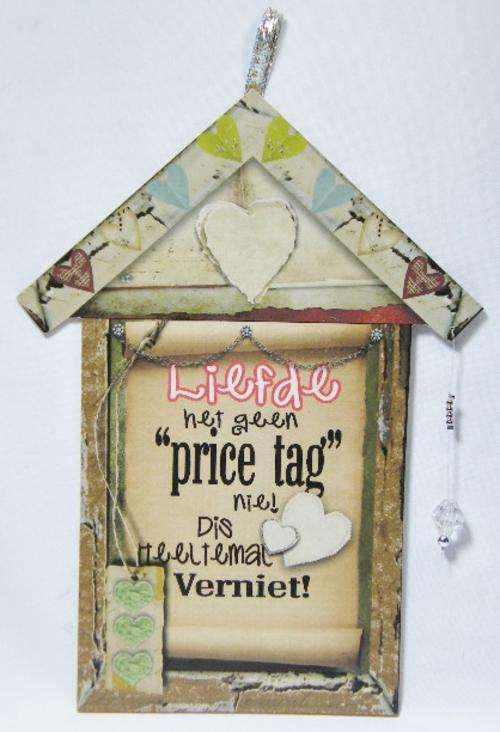 Liefde
het geen
“price tag”
nie!
Dis
Heeltemal
Verniet!